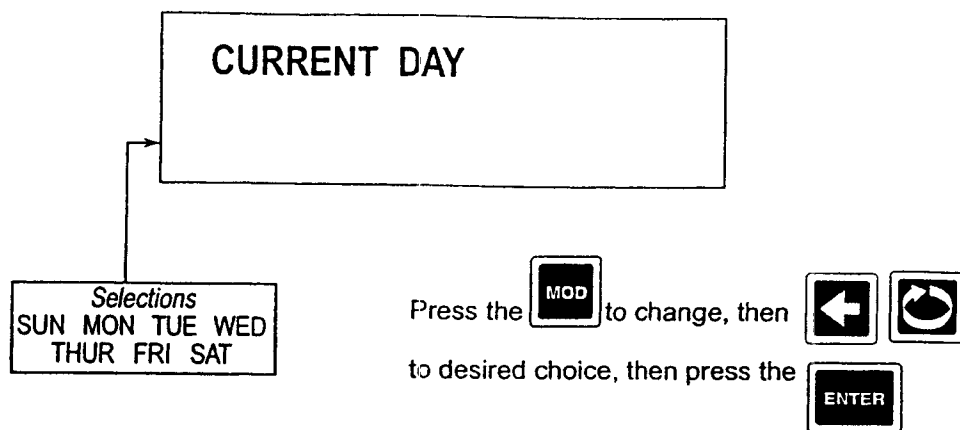 CURRENT DAY
Selections
SUN MON TUE WED
THUR FRI SAT
Press the MOD to change, then
to desired choice, then press the ENTER